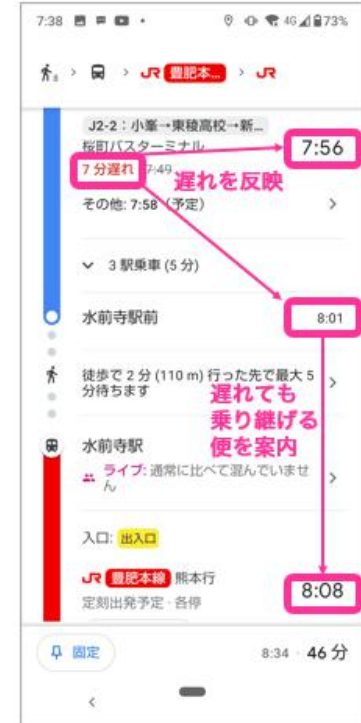 7:38
4G 73%
JR 豊肥本... JR
J2-2：小峯→東稜高校→新...
桜町バスターミナル
7:56
7 分遅れ 7:49
遅れを反映
その他: 7:58（予定）
3 駅乗車 (5 分)
水前寺駅前
8:01
徒歩で 2 分 (110 m) 行った先で最大 5
分待ちます
遅れても
乗り継げる
便を案内
水前寺駅
ライブ: 通常に比べて混んでいませ
ん
入口: 出入口
JR 豊肥本線 熊本行
8:08
定刻出発予定・各停
固定
8:34・46 分